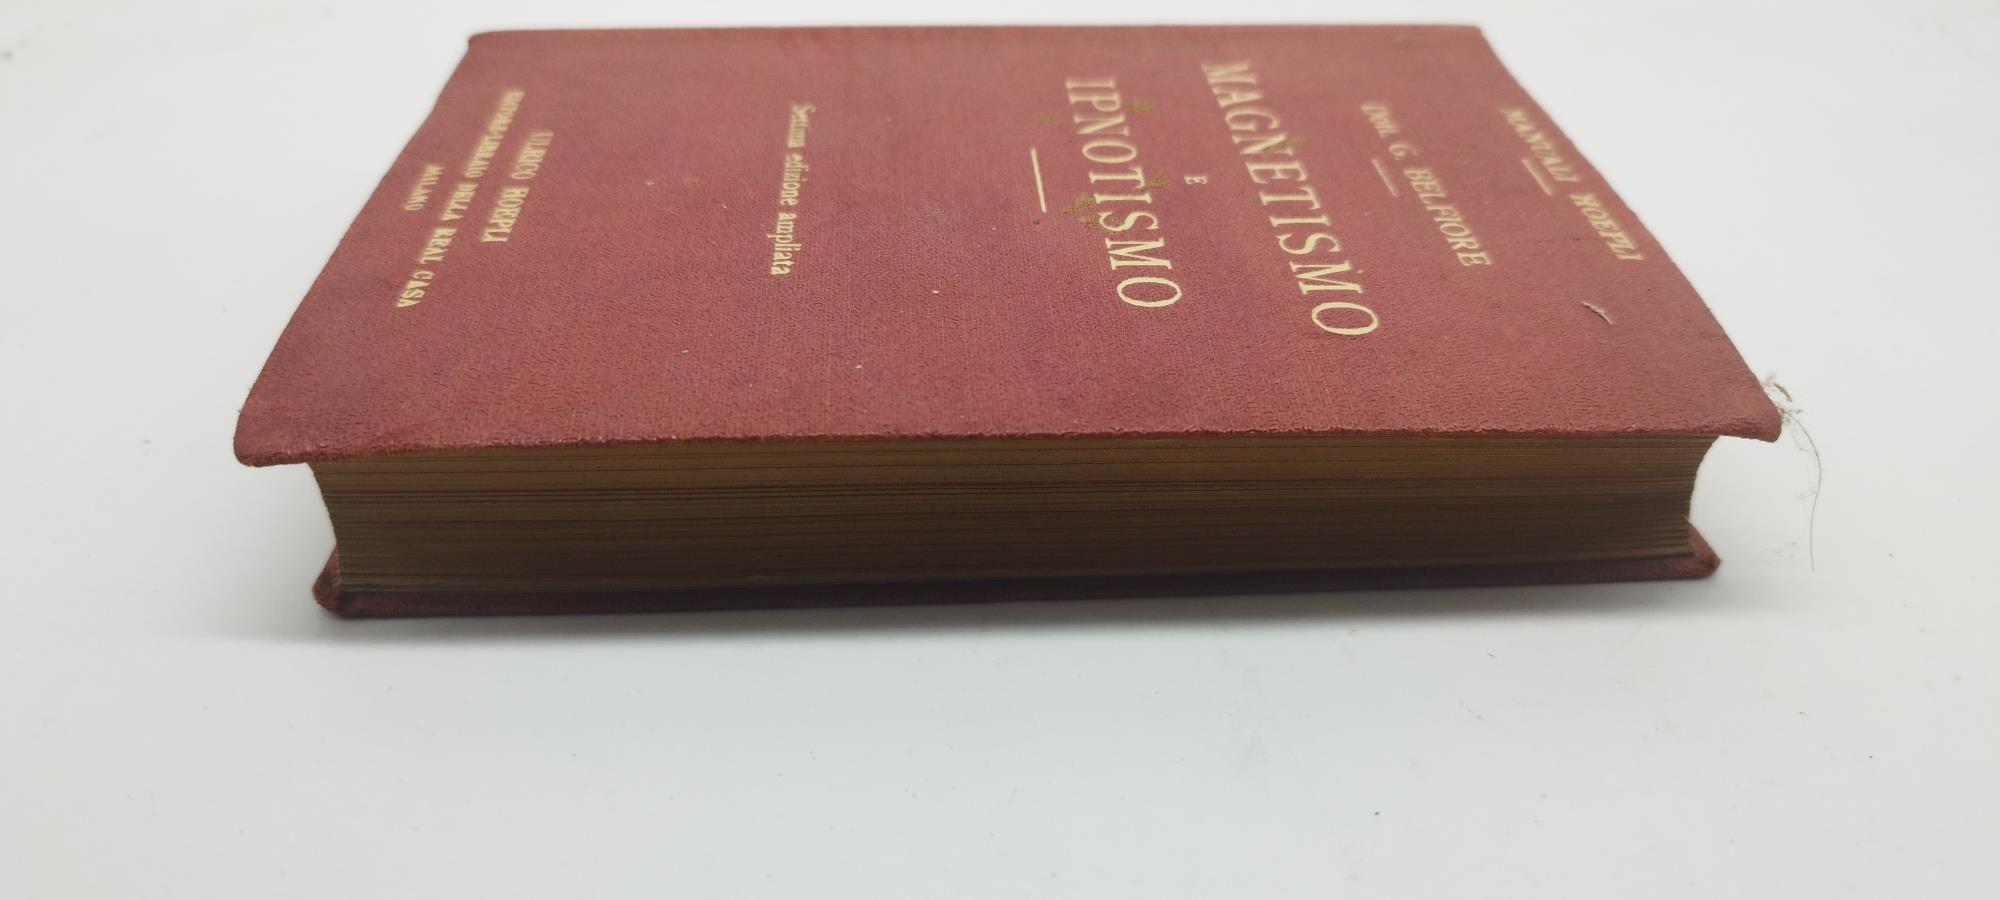 MANUALI HOEPLI
Dott. G. BELFIORE
MAGNETISMO
E
IPNOTISMO
Settima edizione ampliata
ULRICO HOEPLI
EDITORE-LIBRAIO DELLA REAL CASA
MILANO